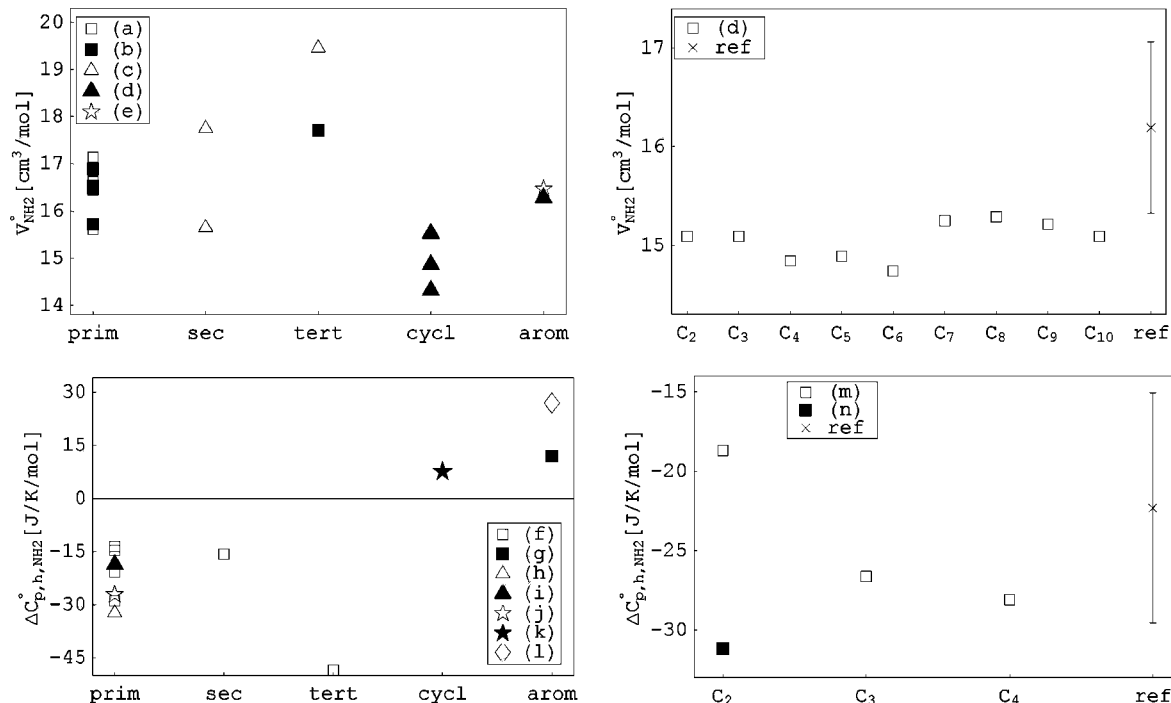 20
19
18
17
16
15
14
V°NH2[cm³/mol]
(a)
(b)
(c)
(d)
(e)
prim sec tert cycl arom
17
16
15
V°NH2[cm³/mol]
(d)
ref
C₂ C₃ C₄ C₅ C₆ C₇ C₈ C₉ C₁₀ ref
30
15
0
-15
-30
-45
ΔC°p,h,NH2[J/K/mol]
(f)
(g)
(h)
(i)
(j)
(k)
(l)
prim sec tert cycl arom
-15
-20
-25
-30
ΔC°p,h,NH2[J/K/mol]
(m)
(n)
ref
C₂ C₃ C₄ ref